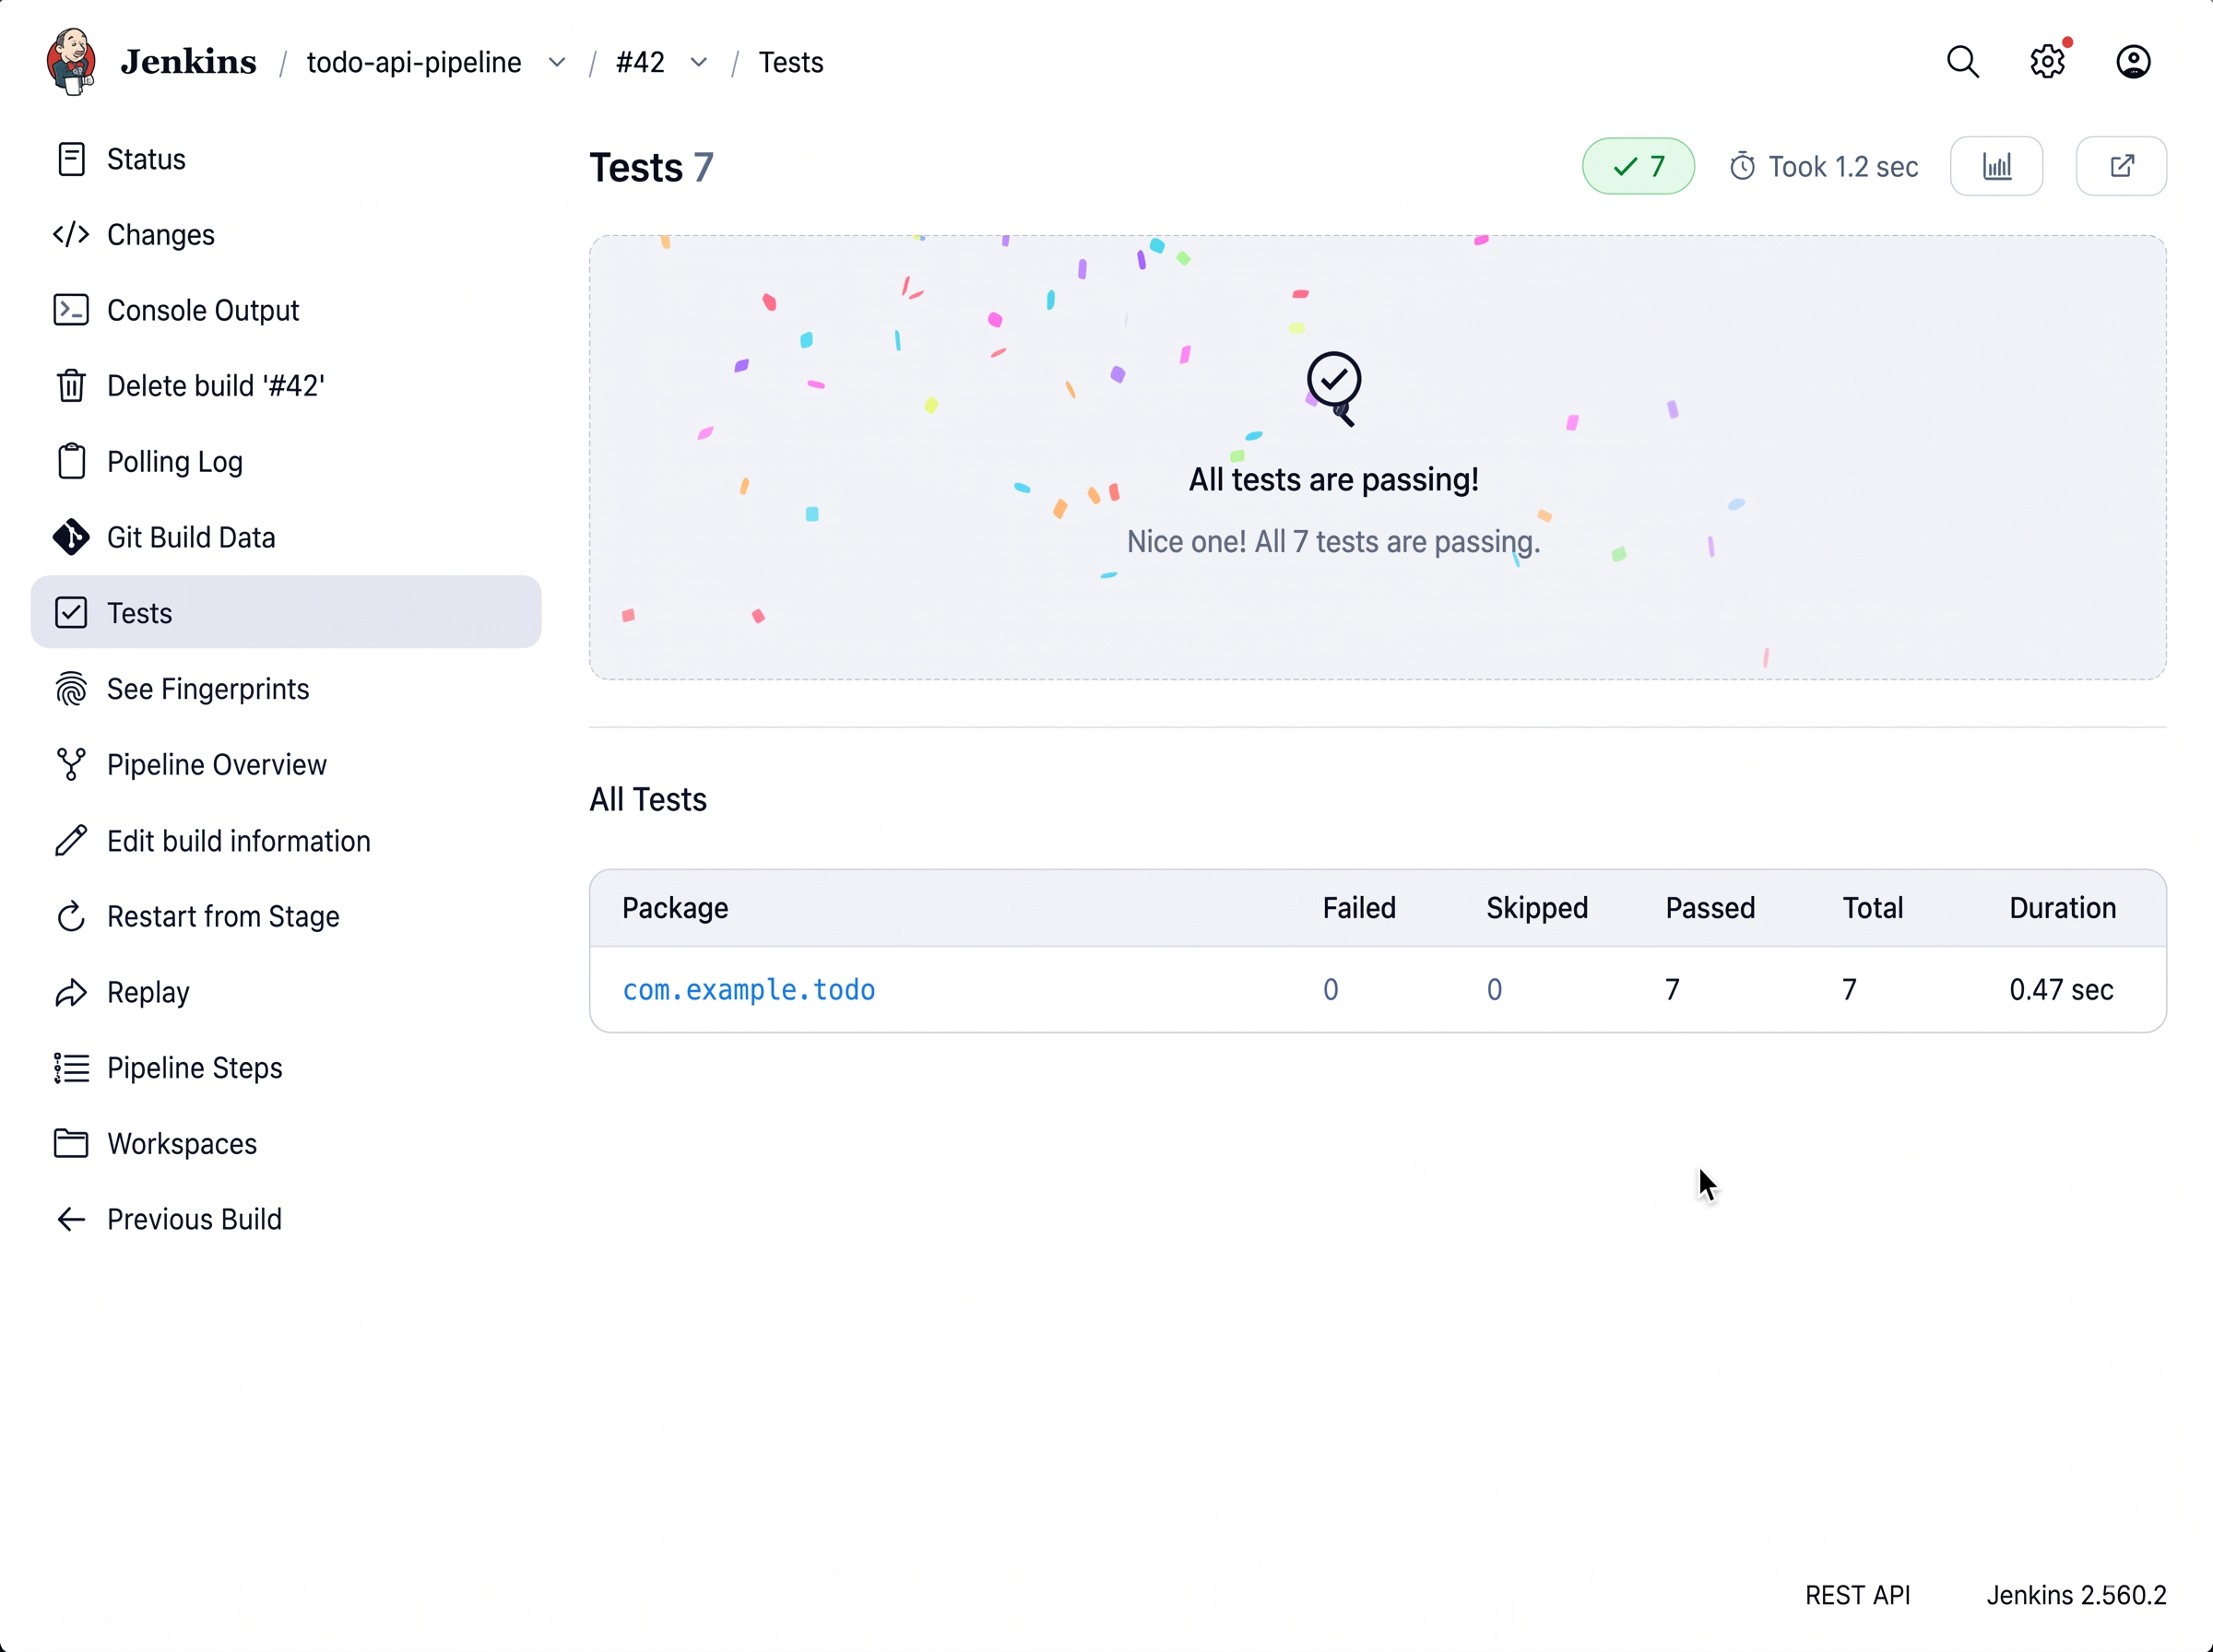 Jenkins / todo-api-pipeline / #42 / Tests
Status
Changes
Console Output
Delete build '#42'
Polling Log
Git Build Data
Tests
See Fingerprints
Pipeline Overview
Edit build information
Restart from Stage
Replay
Pipeline Steps
Workspaces
Previous Build
Tests 7
7
Took 1.2 sec
All tests are passing!
Nice one! All 7 tests are passing.
All Tests
Package Failed Skipped Passed Total Duration
com.example.todo 0 0 7 7 0.47 sec
REST API Jenkins 2.560.2